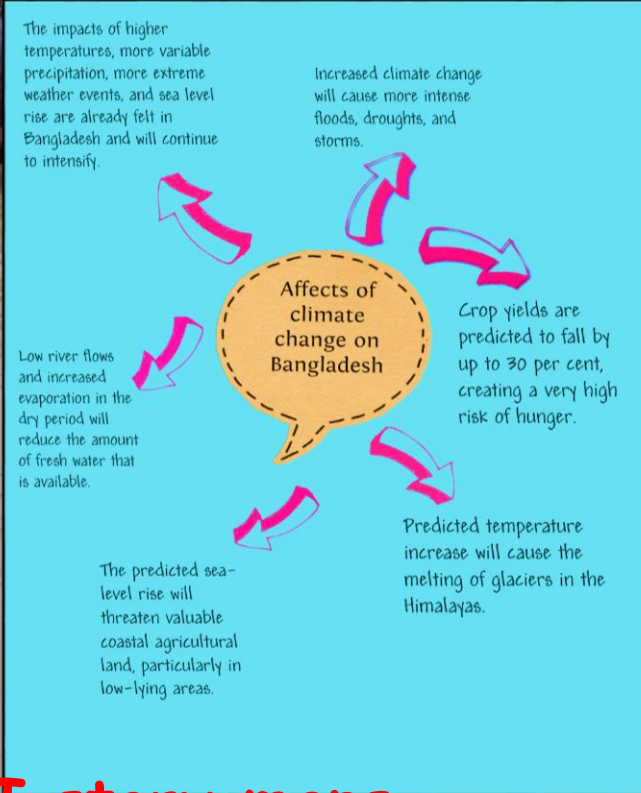 The impacts of higher
temperatures, more variable
precipitation, more extreme
weather events, and sea level
rise are already felt in
Bangladesh and will continue
to intensify.
Increased climate change
will cause more intense
floods, droughts, and
storms.
Affects of
climate
change on
Bangladesh
Crop yields are
predicted to fall by
up to 30 per cent,
creating a very high
risk of hunger.
Low river flows
and increased
evaporation in the
dry period will
reduce the amount
of fresh water that
is available.
Predicted temperature
increase will cause the
melting of glaciers in the
Himalayas.
The predicted sea-
level rise will
threaten valuable
coastal agricultural
land, particularly in
low-lying areas.